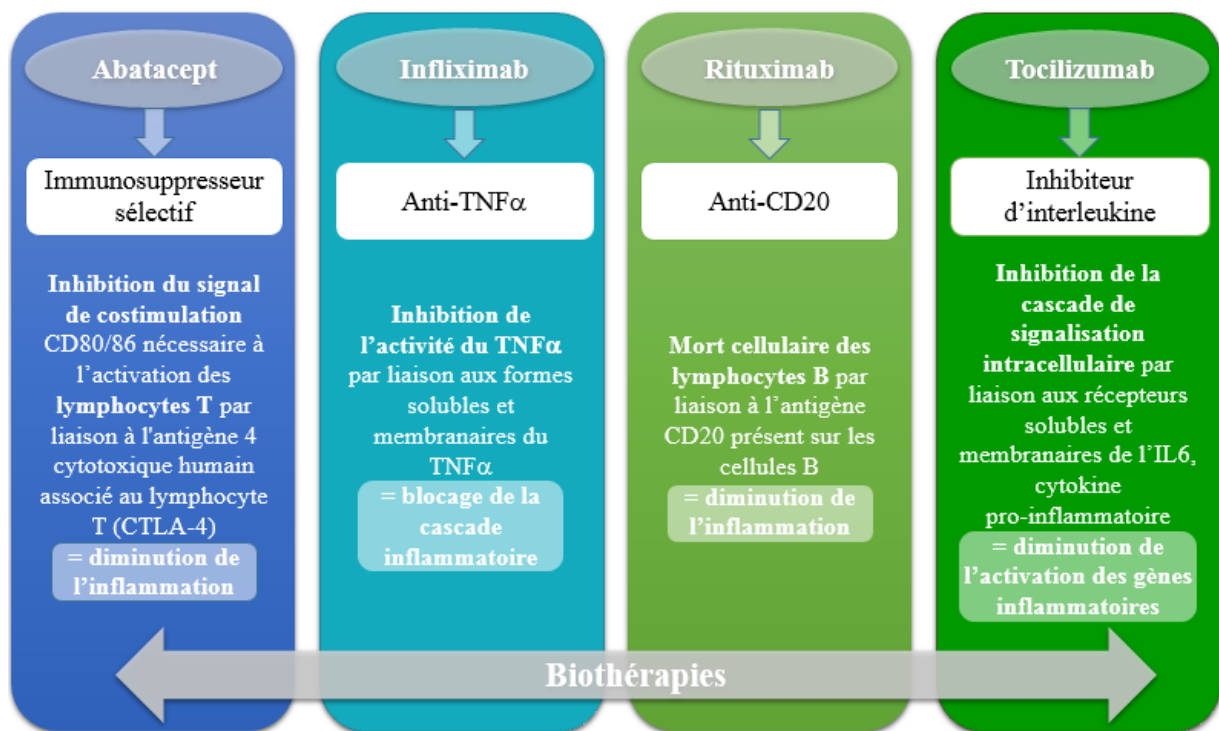 Abatacept
Immunosuppresseur
sélectif
Inhibition du signal
de costimulation
CD80/86 nécessaire à
l’activation des
lymphocytes T par
liaison à l'antigène 4
cytotoxique humain
associé au lymphocyte
T (CTLA-4)
= diminution de
l’inflammation
Infliximab
Anti-TNFα
Inhibition de
l’activité du TNFα
par liaison aux formes
solubles et
membranaires du
TNFα
= blocage de la
cascade
inflammatoire
Rituximab
Anti-CD20
Mort cellulaire des
lymphocytes B par
liaison à l’antigène
CD20 présent sur les
cellules B
= diminution de
l’inflammation
Tocilizumab
Inhibiteur
d’interleukine
Inhibition de la
cascade de
signalisation
intracellulaire par
liaison aux récepteurs
solubles et
membranaires de l’IL6,
cytokine
pro-inflammatoire
= diminution de
l’activation des gènes
inflammatoires
Biothérapies